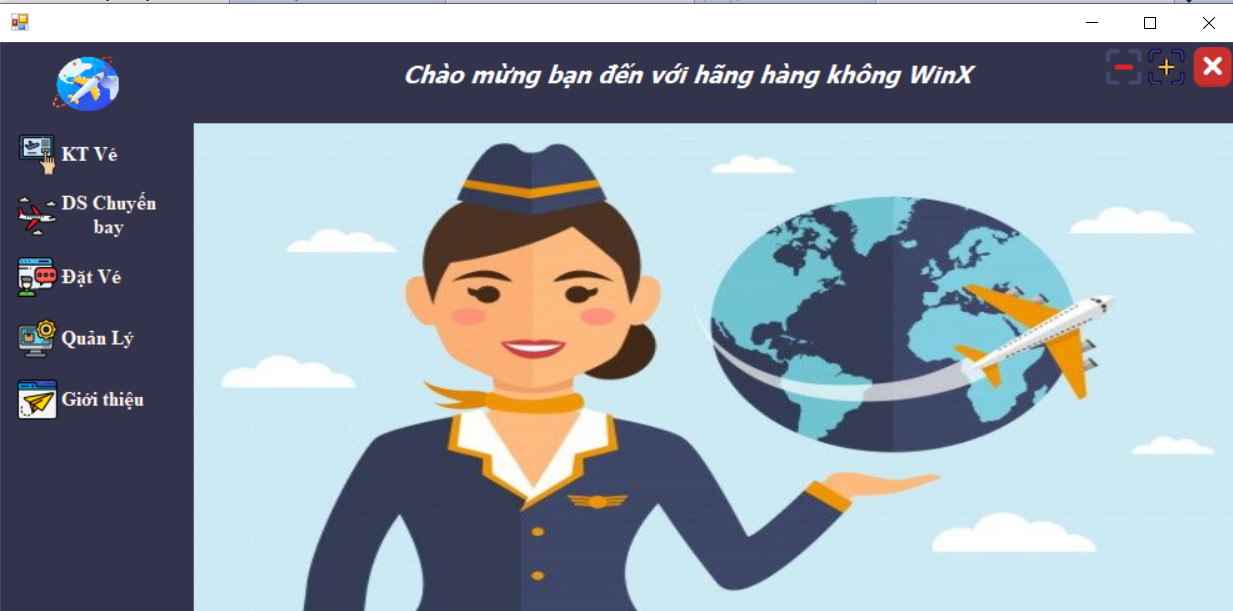 Chào mừng bạn đến với hãng hàng không WinX
KT Vé
DS Chuyến
bay
Đặt Vé
Quản Lý
Giới thiệu